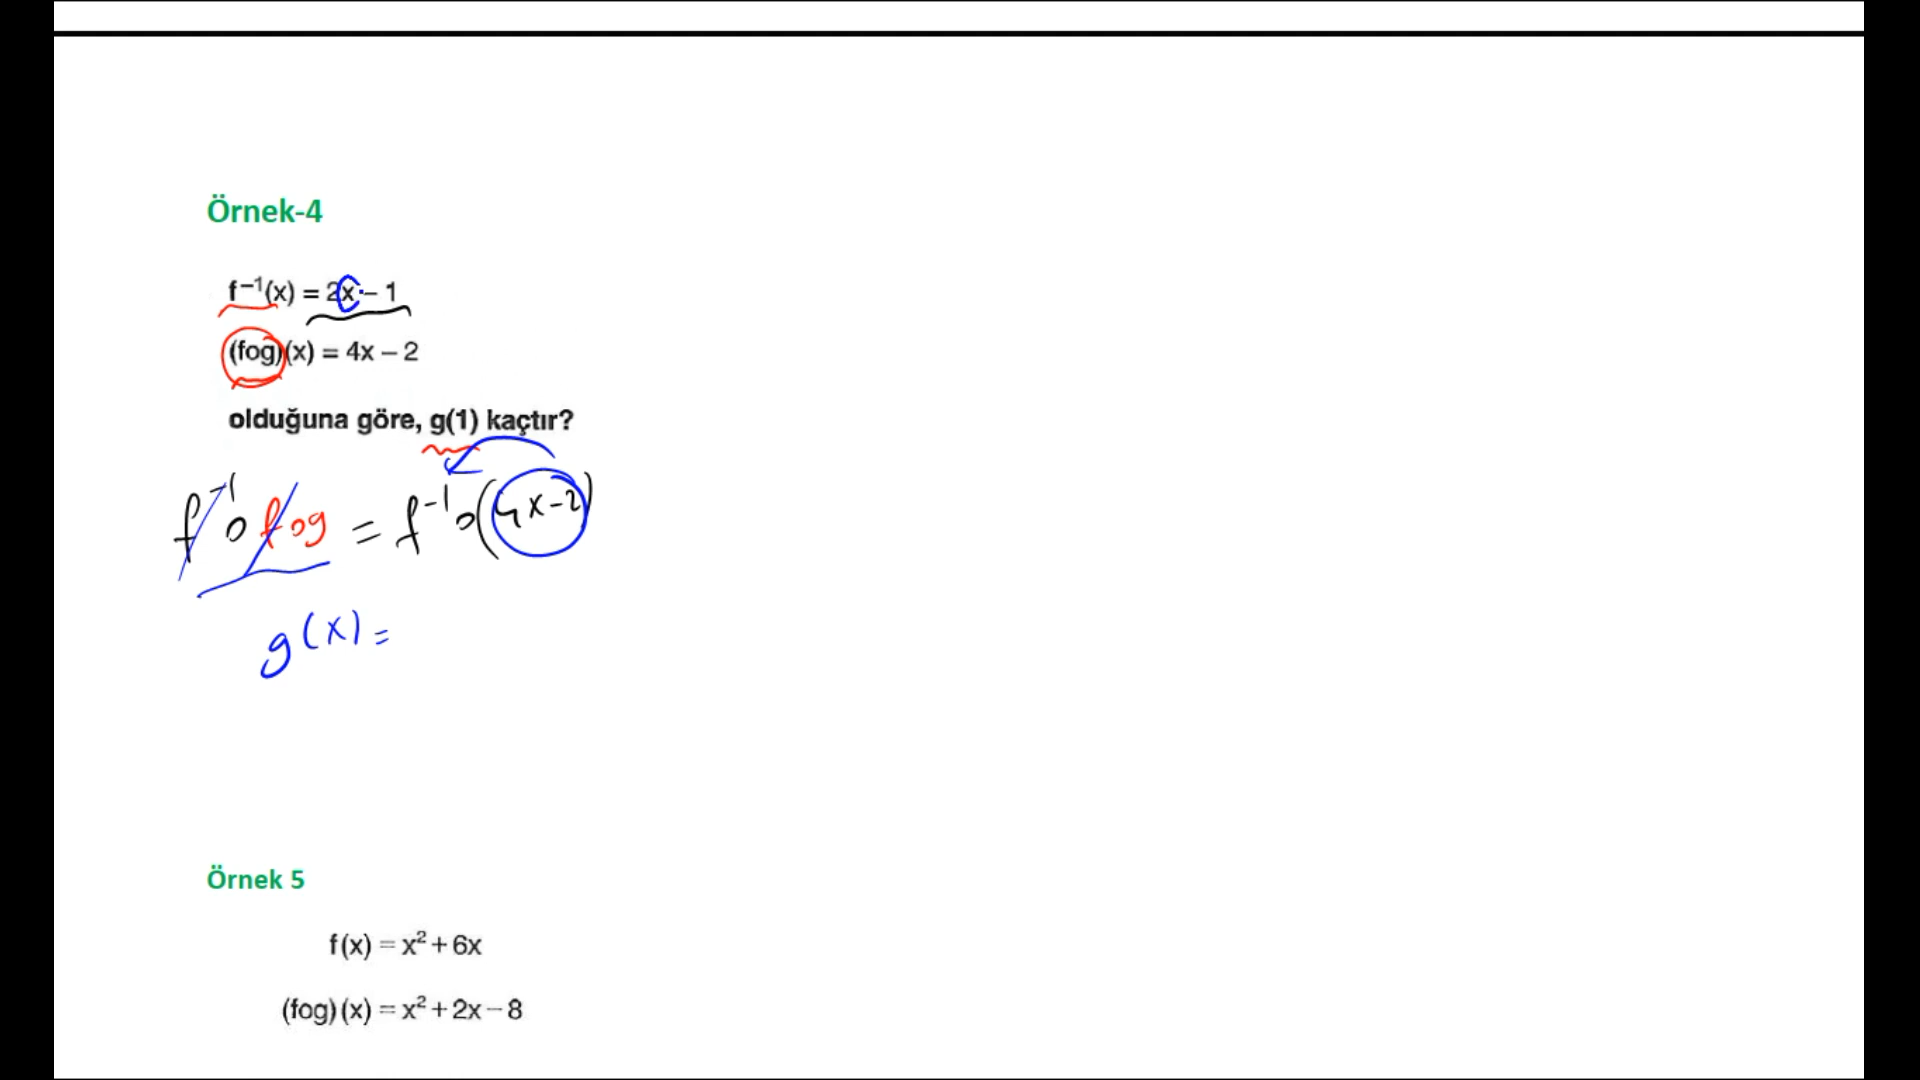 Örnek-4
f⁻¹(x) = 2x – 1
(fog)(x) = 4x – 2
olduğuna göre, g(1) kaçtır?
f⁻¹ o fog = f⁻¹ o (4x-2)
g(x) =
Örnek 5
f(x) = x² + 6x
(fog)(x) = x² + 2x – 8